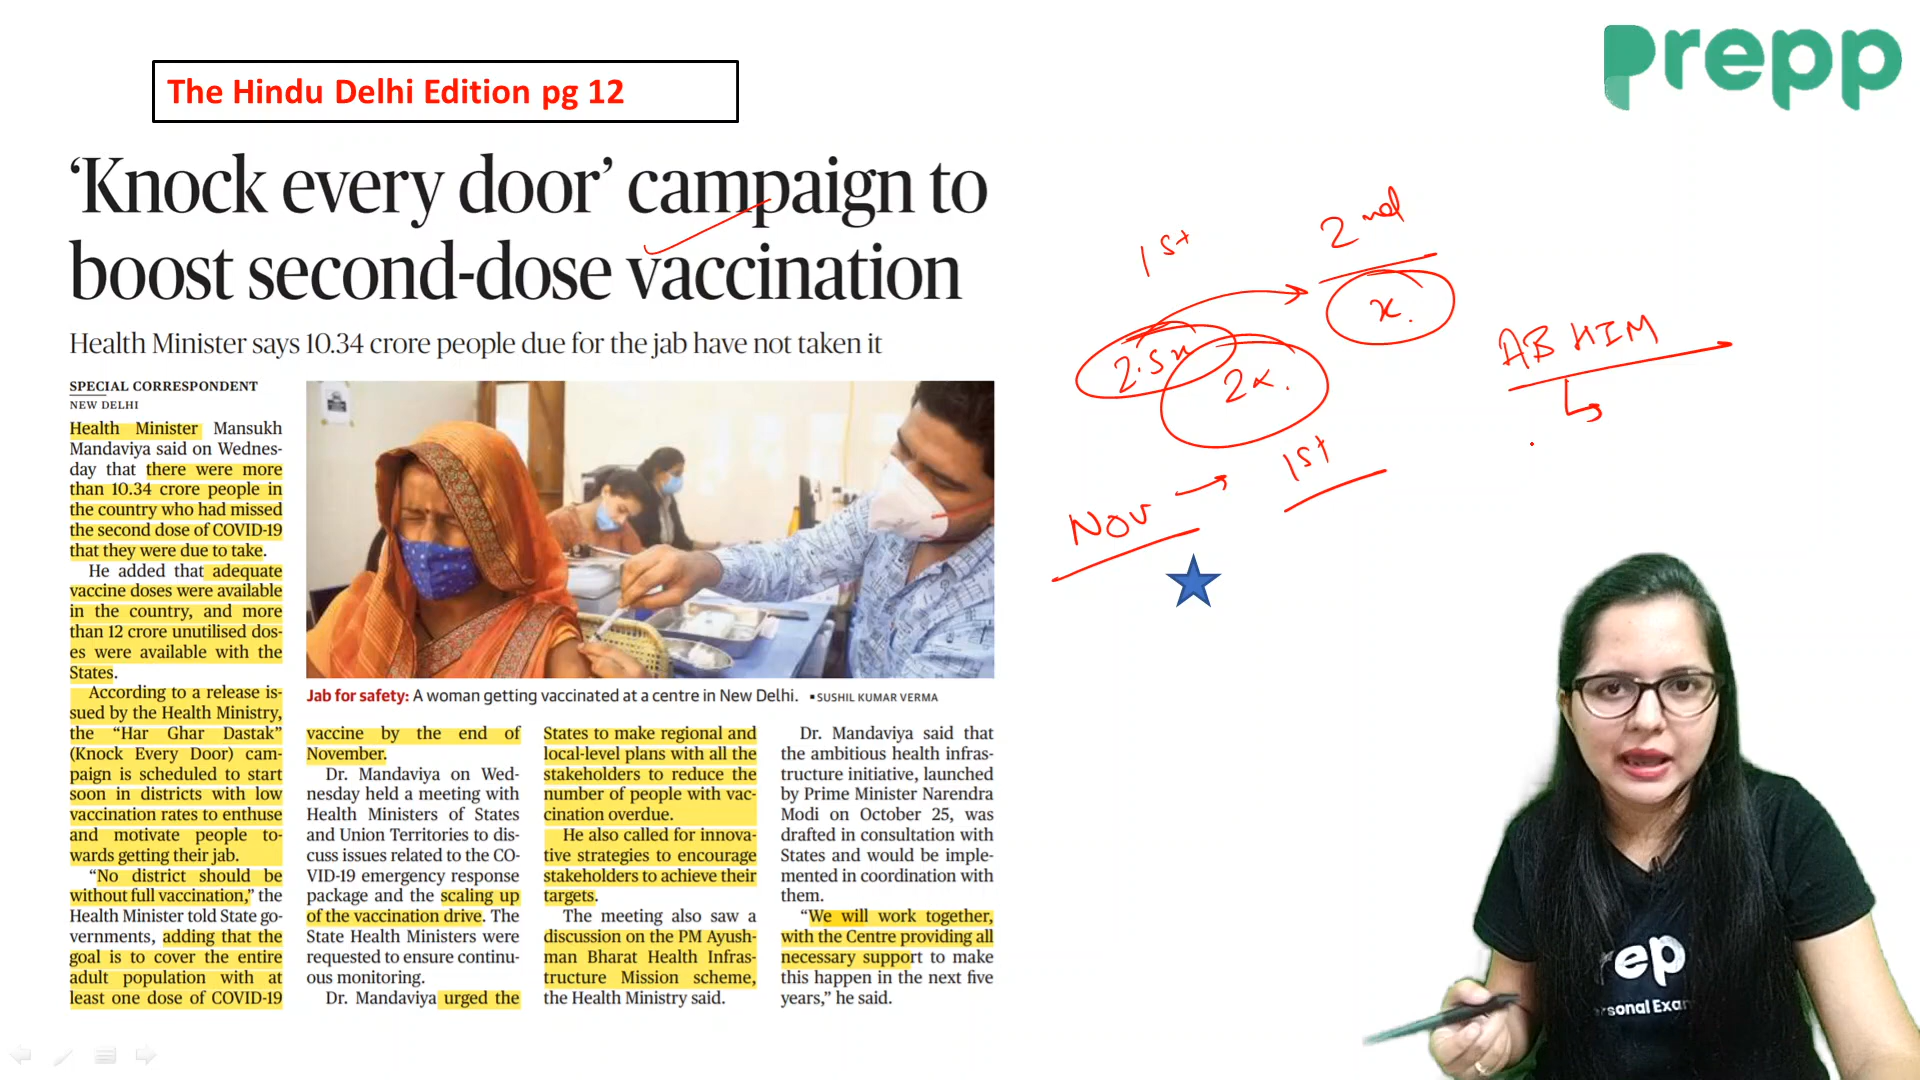 prepp
The Hindu Delhi Edition pg 12
‘Knock every door’ campaign to
boost second-dose vaccination
Health Minister says 10.34 crore people due for the jab have not taken it
SPECIAL CORRESPONDENT
NEW DELHI
Health Minister Mansukh
Mandaviya said on Wednes-
day that there were more
than 10.34 crore people in
the country who had missed
the second dose of COVID-19
that they were due to take.
He added that adequate
vaccine doses were available
in the country, and more
than 12 crore unutilised dos-
es were available with the
States.
According to a release is-
sued by the Health Ministry,
the “Har Ghar Dastak”
(Knock Every Door) cam-
paign is scheduled to start
soon in districts with low
vaccination rates to enthuse
and motivate people to-
wards getting their jab.
“No district should be
without full vaccination,” the
Health Minister told State go-
vernments, adding that the
goal is to cover the entire
adult population with at
least one dose of COVID-19
Jab for safety: A woman getting vaccinated at a centre in New Delhi. ▪ SUSHIL KUMAR VERMA
vaccine by the end of
November.
Dr. Mandaviya on Wed-
nesday held a meeting with
Health Ministers of States
and Union Territories to dis-
cuss issues related to the CO-
VID-19 emergency response
package and the scaling up
of the vaccination drive. The
State Health Ministers were
requested to ensure continu-
ous monitoring.
Dr. Mandaviya urged the
States to make regional and
local-level plans with all the
stakeholders to reduce the
number of people with vac-
cination overdue.
He also called for innova-
tive strategies to encourage
stakeholders to achieve their
targets.
The meeting also saw a
discussion on the PM Ayush-
man Bharat Health Infras-
tructure Mission scheme,
the Health Ministry said.
Dr. Mandaviya said that
the ambitious health infras-
tructure initiative, launched
by Prime Minister Narendra
Modi on October 25, was
drafted in consultation with
States and would be imple-
mented in coordination with
them.
“We will work together,
with the Centre providing all
necessary support to make
this happen in the next five
years,” he said.
1st
2nd
x.
2.5x
2x.
ABHIM
Nov → 1st
rep
rsonal Exa